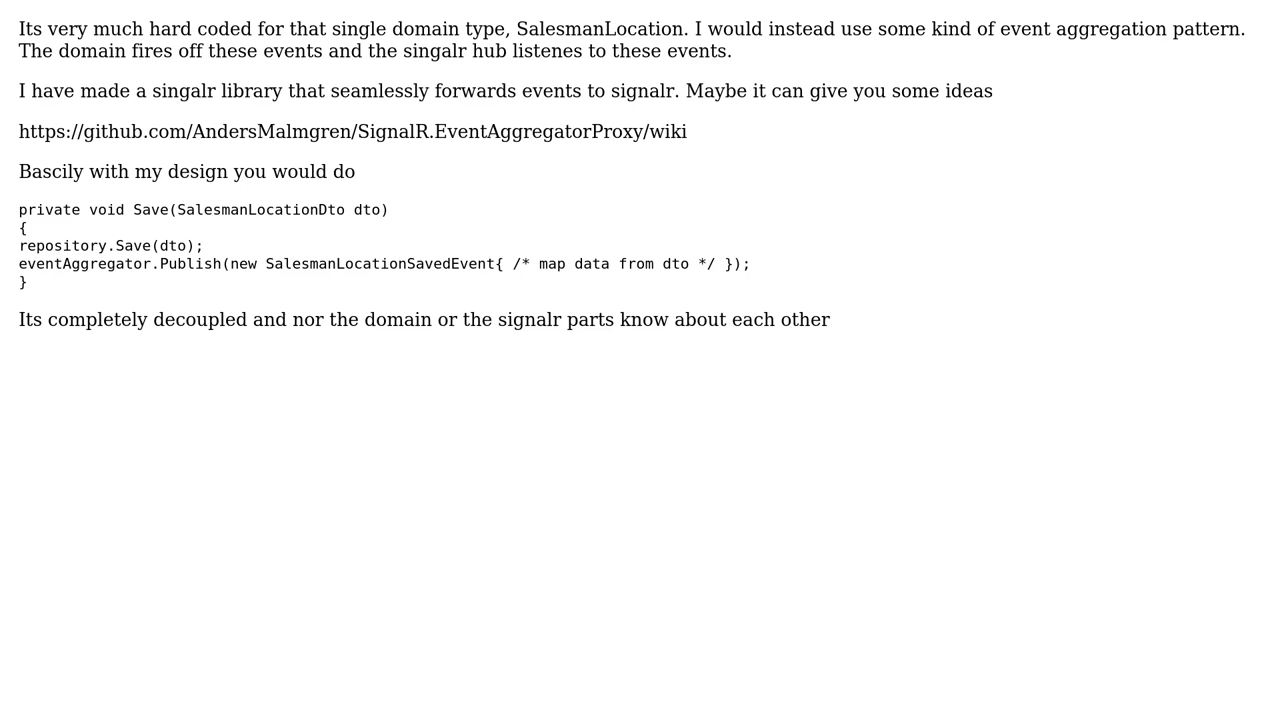 Its very much hard coded for that single domain type, SalesmanLocation. I would instead use some kind of event aggregation pattern.
The domain fires off these events and the singalr hub listenes to these events.
I have made a singalr library that seamlessly forwards events to signalr. Maybe it can give you some ideas
https://github.com/AndersMalmgren/SignalR.EventAggregatorProxy/wiki
Bascily with my design you would do
private void Save(SalesmanLocationDto dto)
{
repository.Save(dto);
eventAggregator.Publish(new SalesmanLocationSavedEvent{ /* map data from dto */ });
}
Its completely decoupled and nor the domain or the signalr parts know about each other